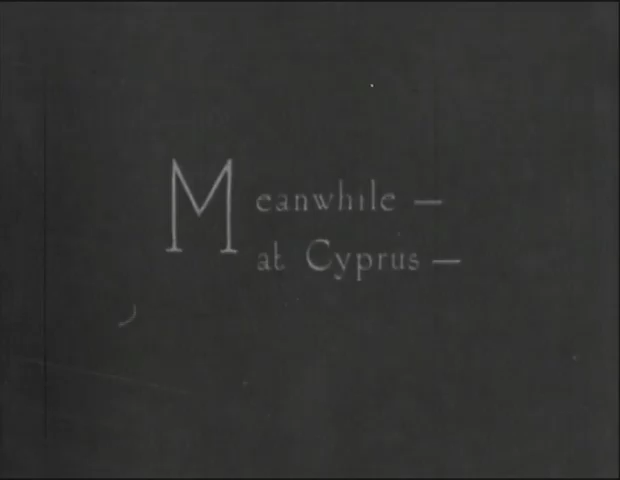 Meanwhile —
at Cyprus —